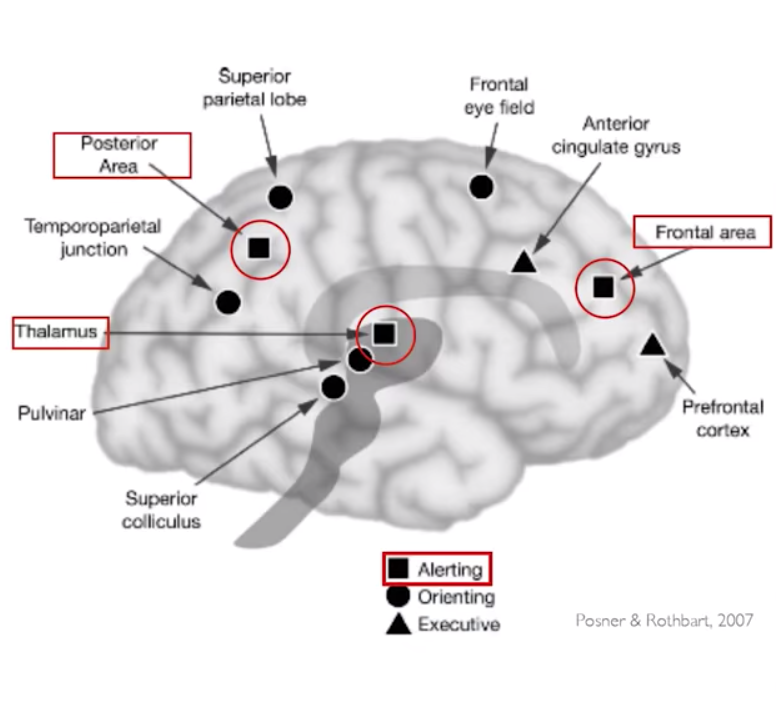 Superior
parietal lobe
Frontal
eye field
Anterior
cingulate gyrus
Posterior
Area
Temporoparietal
junction
Frontal area
Thalamus
Pulvinar
Prefrontal
cortex
Superior
colliculus
Alerting
Orienting
Executive
Posner & Rothbart, 2007